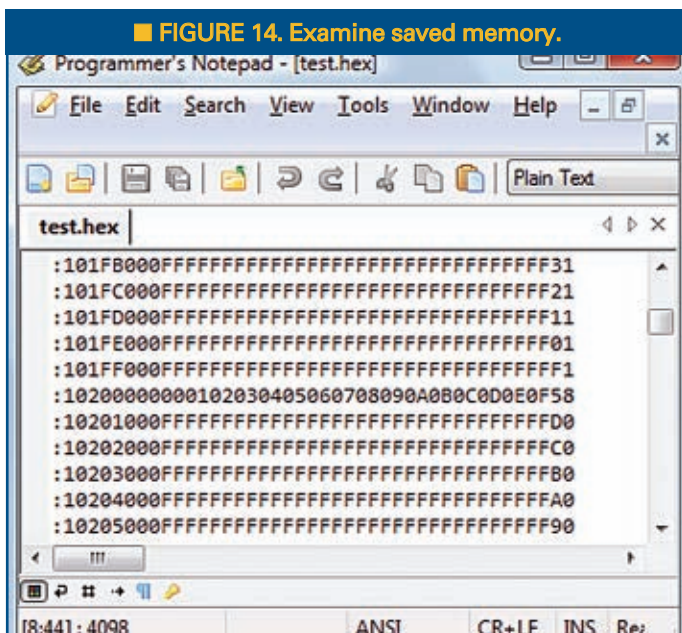 ■ FIGURE 14. Examine saved memory.
Programmer's Notepad - [test.hex]
File Edit Search View Tools Window Help
Plain Text
test.hex
:101FB000FFFFFFFFFFFFFFFFFFFFFFFFFFFFFFFF31
:101FC000FFFFFFFFFFFFFFFFFFFFFFFFFFFFFFFF21
:101FD000FFFFFFFFFFFFFFFFFFFFFFFFFFFFFFFF11
:101FE000FFFFFFFFFFFFFFFFFFFFFFFFFFFFFFFF01
:101FF000FFFFFFFFFFFFFFFFFFFFFFFFFFFFFFFFF1
:10200000000102030405060708090A0B0C0D0E0F58
:10201000FFFFFFFFFFFFFFFFFFFFFFFFFFFFFFFFD0
:10202000FFFFFFFFFFFFFFFFFFFFFFFFFFFFFFFFC0
:10203000FFFFFFFFFFFFFFFFFFFFFFFFFFFFFFFFB0
:10204000FFFFFFFFFFFFFFFFFFFFFFFFFFFFFFFFA0
:10205000FFFFFFFFFFFFFFFFFFFFFFFFFFFFFFFF90
[8:441 : 4098 ANSI CR+LF INS